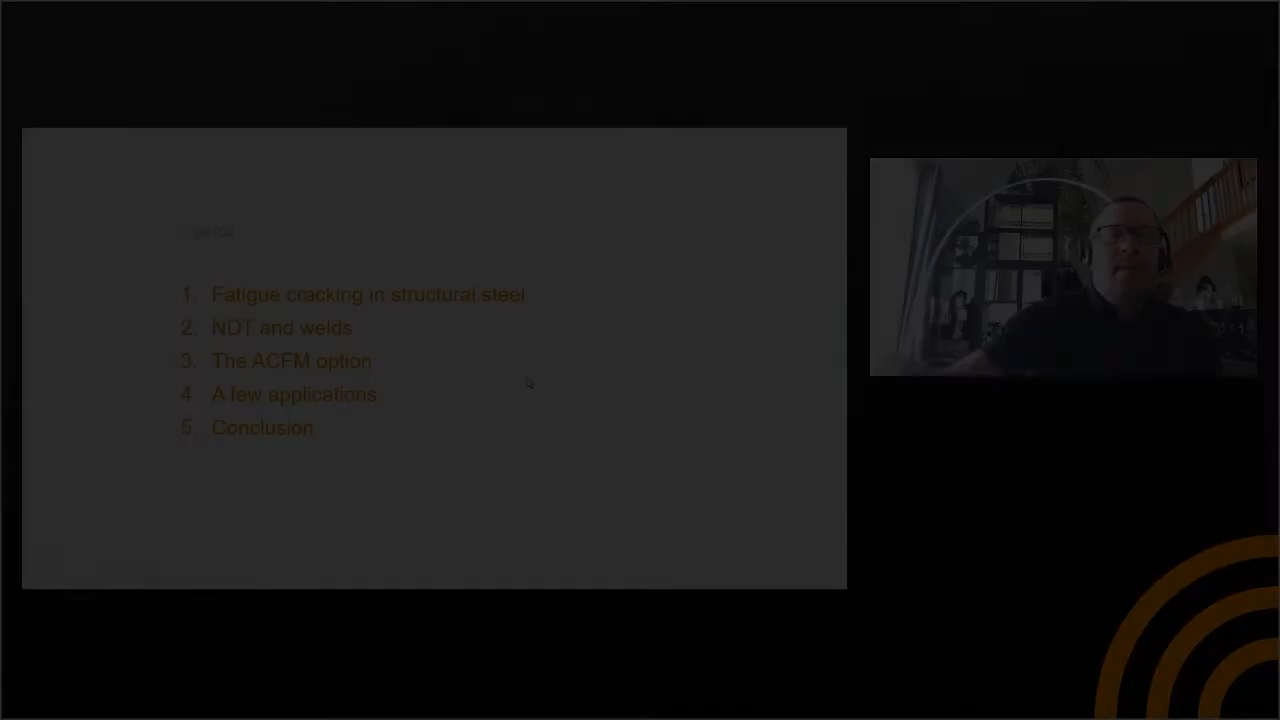 Agenda
1. Fatigue cracking in structural steel
2. NDT and welds
3. The ACFM option
4. A few applications
5. Conclusion